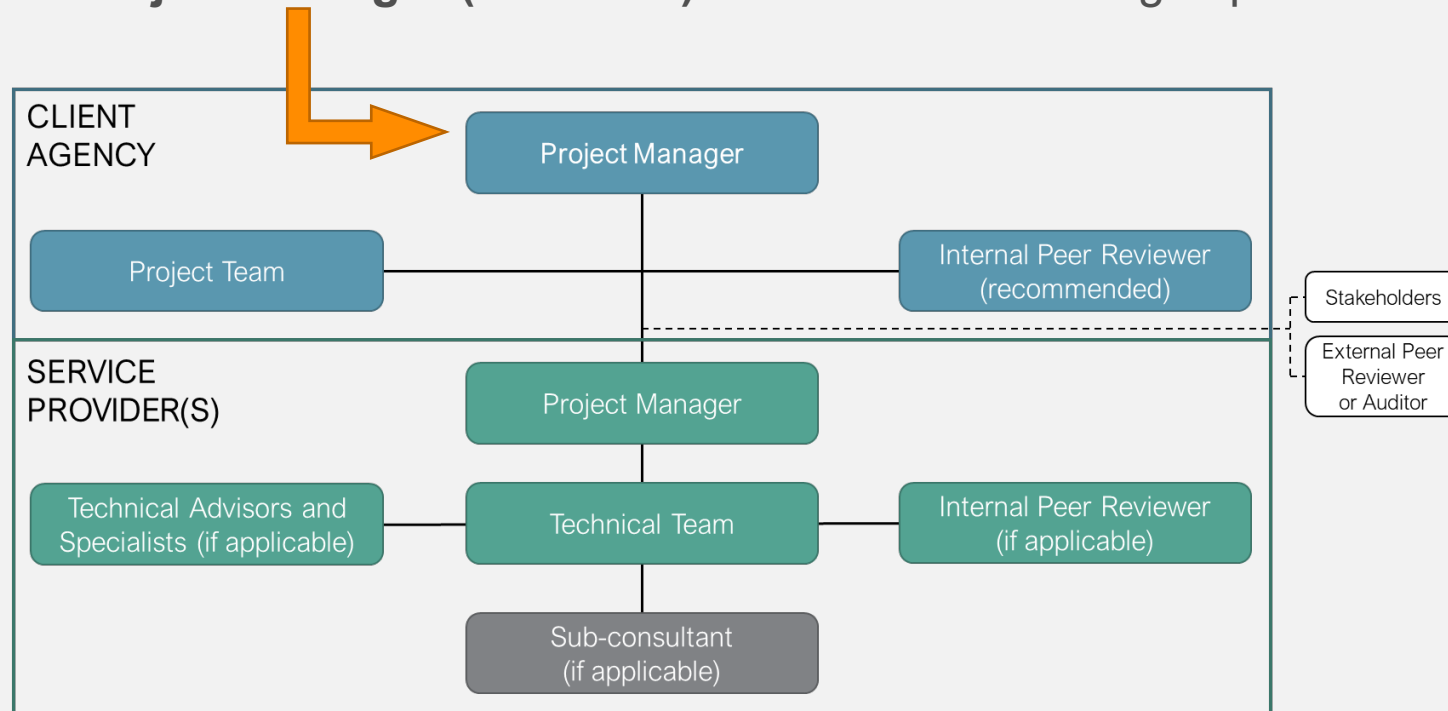 CLIENT
AGENCY
Project Manager
Project Team
Internal Peer Reviewer
(recommended)
Stakeholders
External Peer
Reviewer
or Auditor
SERVICE
PROVIDER(S)
Project Manager
Technical Advisors and
Specialists (if applicable)
Technical Team
Internal Peer Reviewer
(if applicable)
Sub-consultant
(if applicable)